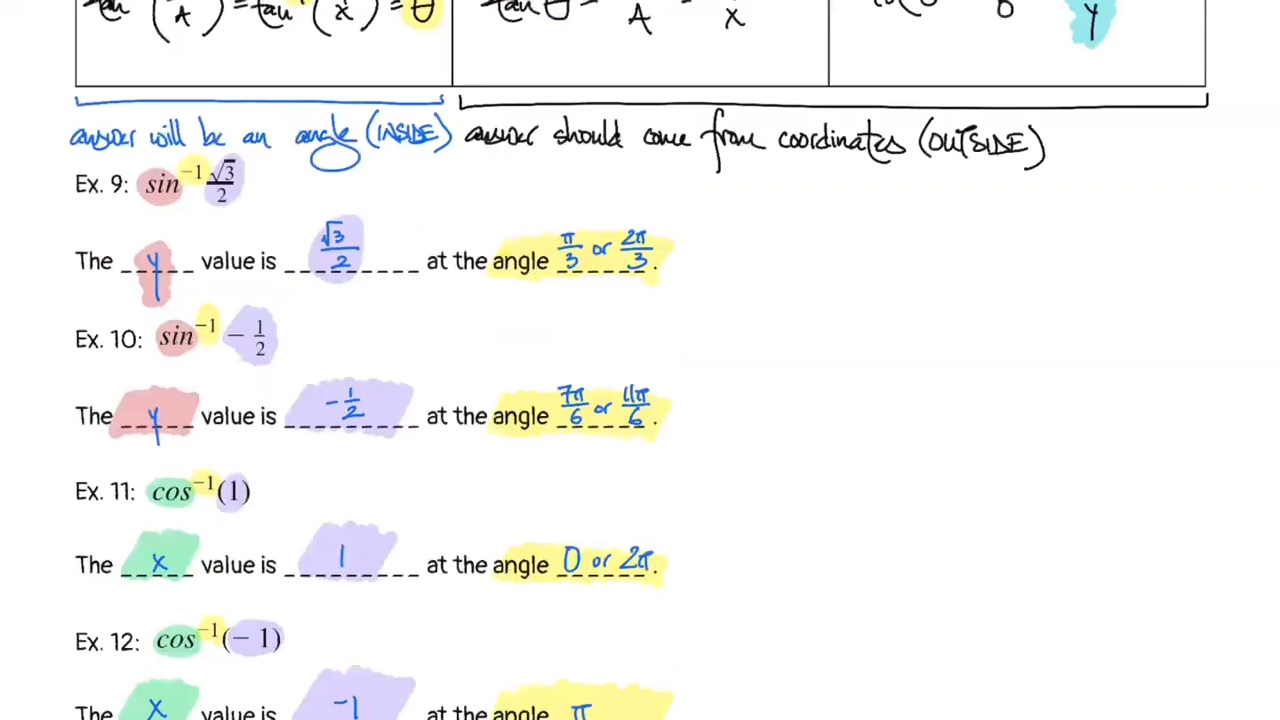 tan (‾/A) = tan (‾/x) = θ tan θ = ‾/A = ‾/x θ y
answer will be an angle (INSIDE) answer should come from coordinates (OUTSIDE)
Ex. 9: sin⁻¹ √3/2
The y value is √3/2 at the angle π/3 or 2π/3.
Ex. 10: sin⁻¹ − 1/2
The y value is -1/2 at the angle 7π/6 or 11π/6.
Ex. 11: cos⁻¹(1)
The x value is 1 at the angle 0 or 2π.
Ex. 12: cos⁻¹(− 1)
The x value is -1 at the angle π